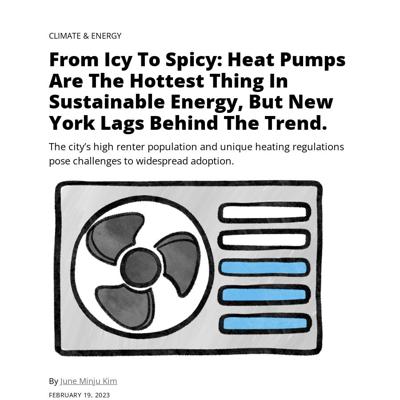 CLIMATE & ENERGY
From Icy To Spicy: Heat Pumps
Are The Hottest Thing In
Sustainable Energy, But New
York Lags Behind The Trend.
The city’s high renter population and unique heating regulations
pose challenges to widespread adoption.
By June Minju Kim
FEBRUARY 19, 2023